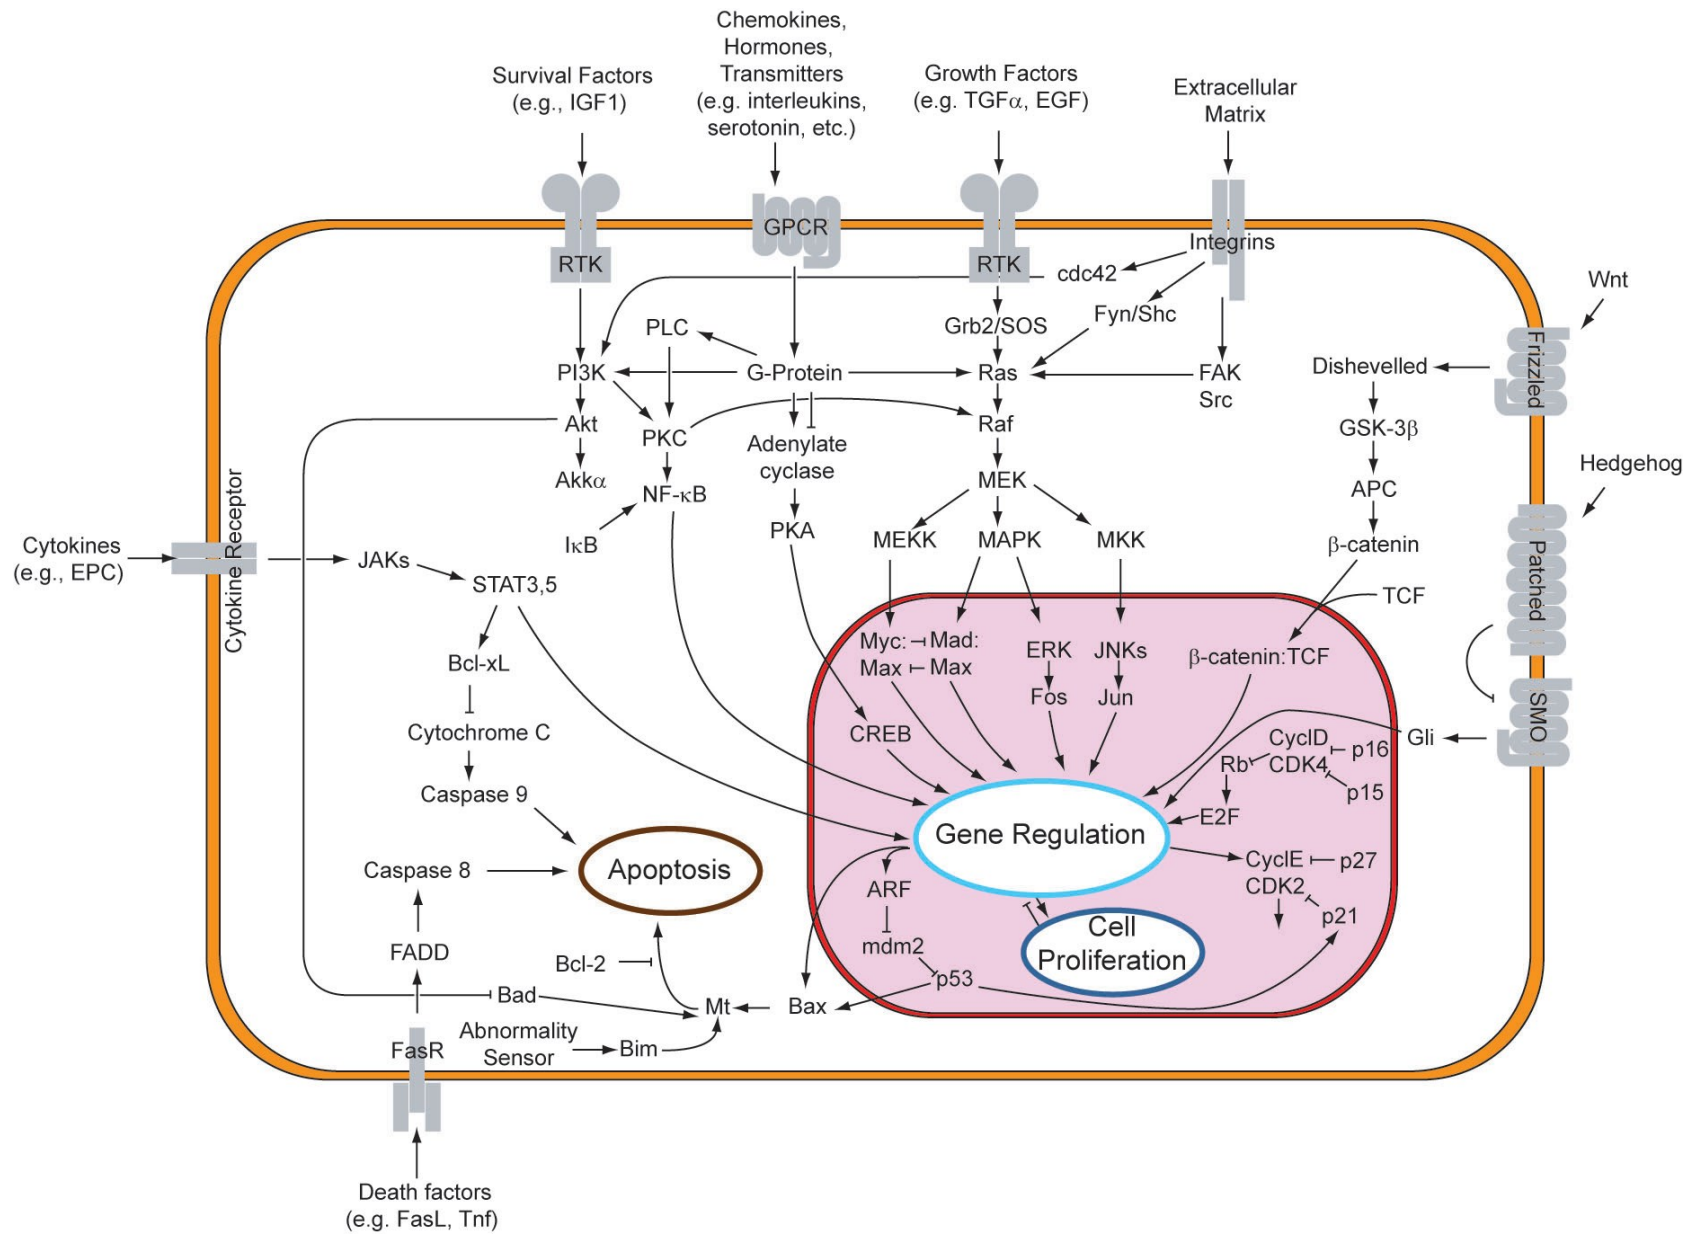 Chemokines,
Hormones,
Transmitters
(e.g. interleukins,
serotonin, etc.)
Survival Factors
(e.g., IGF1)
Growth Factors
(e.g. TGFα, EGF)
Extracellular
Matrix
RTK
GPCR
RTK
Integrins
cdc42
Fyn/Shc
Wnt
Frizzled
PLC
Grb2/SOS
PI3K
G-Protein
Ras
FAK
Src
Dishevelled
Akt
PKC
Adenylate
cyclase
Raf
GSK-3β
Hedgehog
Akkα
NF-κB
MEK
APC
Cytokines
(e.g., EPC)
Cytokine Receptor
JAKs
STAT3,5
IκB
PKA
MEKK
MAPK
MKK
β-catenin
TCF
Patched
Bcl-xL
Myc:
Mad:
Max
Max
ERK
JNKs
β-catenin:TCF
Fos
Jun
Cytochrome C
CREB
SMO
Gli
CyclD
CDK4
p16
Rb
p15
Caspase 9
E2F
Gene Regulation
Apoptosis
Caspase 8
CyclE
CDK2
p27
ARF
p21
FADD
Bcl-2
mdm2
Cell
Proliferation
p53
Bad
Mt
Bax
Abnormality
Sensor
Bim
FasR
Death factors
(e.g. FasL, Tnf)